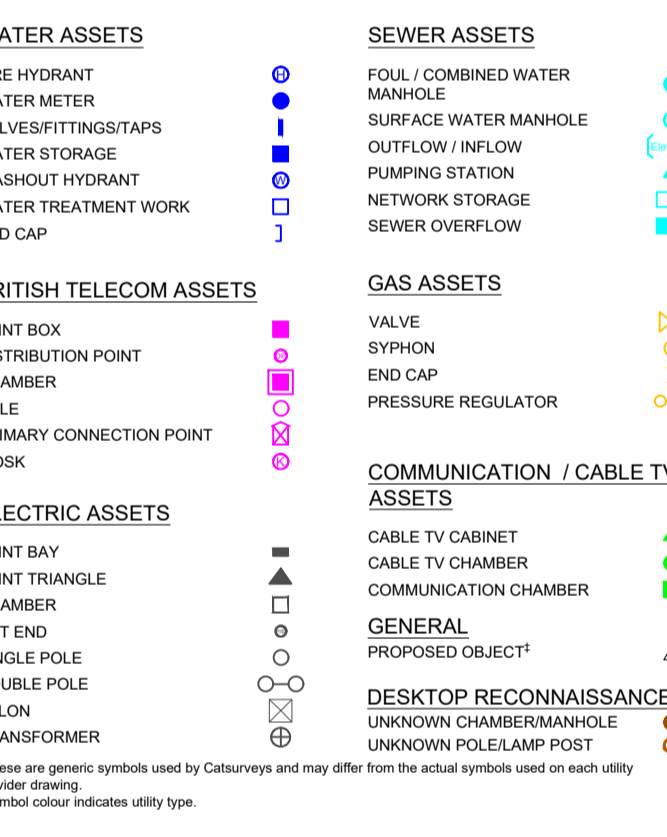 ATER ASSETS
RE HYDRANT
H
ATER METER
LVES/FITTINGS/TAPS
ATER STORAGE
ASHOUT HYDRANT
W
ATER TREATMENT WORK
D CAP
RITISH TELECOM ASSETS
INT BOX
STRIBUTION POINT
AMBER
LE
IMARY CONNECTION POINT
OSK
K
LECTRIC ASSETS
INT BAY
INT TRIANGLE
AMBER
T END
NGLE POLE
UBLE POLE
LON
ANSFORMER
SEWER ASSETS
FOUL / COMBINED WATER
MANHOLE
SURFACE WATER MANHOLE
OUTFLOW / INFLOW
Ele
PUMPING STATION
NETWORK STORAGE
SEWER OVERFLOW
GAS ASSETS
VALVE
SYPHON
END CAP
PRESSURE REGULATOR
COMMUNICATION / CABLE TV
ASSETS
CABLE TV CABINET
CABLE TV CHAMBER
COMMUNICATION CHAMBER
GENERAL
PROPOSED OBJECT‡
DESKTOP RECONNAISSANCE
UNKNOWN CHAMBER/MANHOLE
UNKNOWN POLE/LAMP POST
ese are generic symbols used by Catsurveys and may differ from the actual symbols used on each utility
vider drawing.
mbol colour indicates utility type.